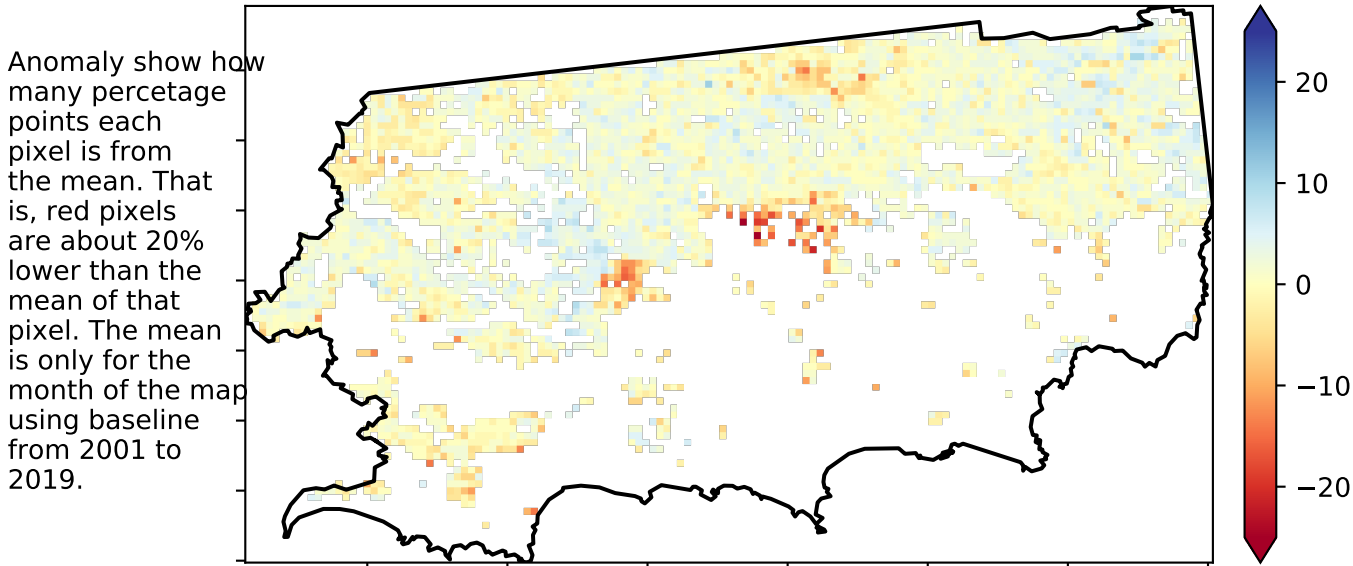 Anomaly show how
many percetage
points each
pixel is from
the mean. That
is, red pixels
are about 20%
lower than the
mean of that
pixel. The mean
is only for the
month of the map
using baseline
from 2001 to
2019.
20
10
0
−10
−20